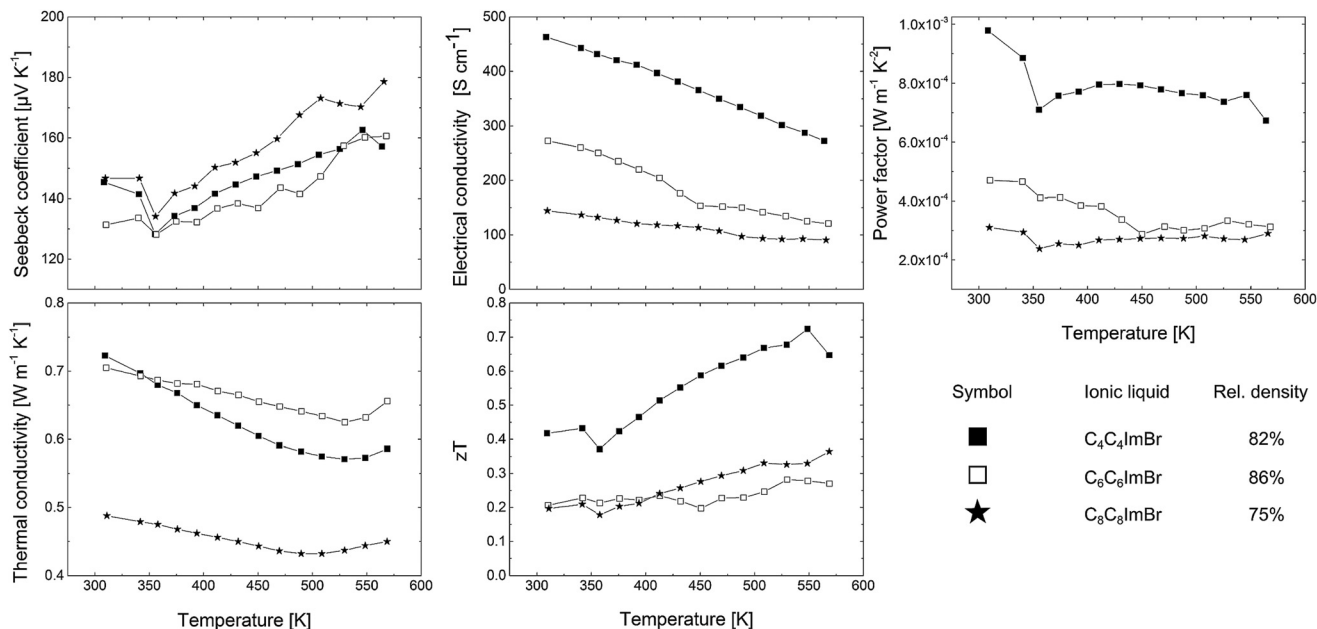 200
180
160
140
120
Seebeck coefficient [µV K⁻¹]
500
400
300
200
100
0
Electrical conductivity [S cm⁻¹]
1.0x10⁻³
8.0x10⁻⁴
6.0x10⁻⁴
4.0x10⁻⁴
2.0x10⁻⁴
Power factor [W m⁻¹ K⁻²]
300 350 400 450 500 550 600
Temperature [K]
0.8
0.7
0.6
0.5
0.4
Thermal conductivity [W m⁻¹ K⁻¹]
300 350 400 450 500 550 600
Temperature [K]
0.8
0.7
0.6
0.5
0.4
0.3
0.2
0.1
0.0
zT
300 350 400 450 500 550 600
Temperature [K]
Symbol Ionic liquid Rel. density
■ C₄C₄ImBr 82%
□ C₆C₆ImBr 86%
★ C₈C₈ImBr 75%